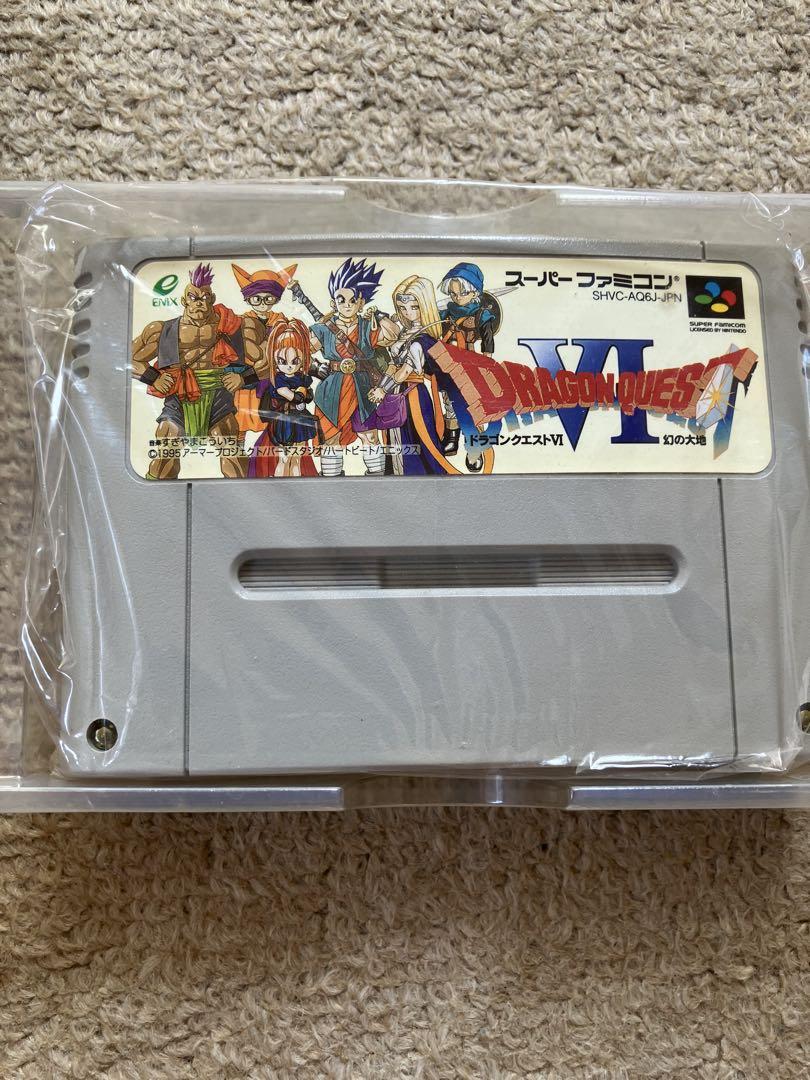 ENIX
スーパーファミコン®
SHVC-AQ6J-JPN
SUPER FAMICOM
LICENSED BY NINTENDO
VI
DRAGON QUEST
ドラゴンクエストVI 幻の大地
音楽 すぎやまこういち
©1995 アーマープロジェクト/バードスタジオ/ハートビート/エニックス